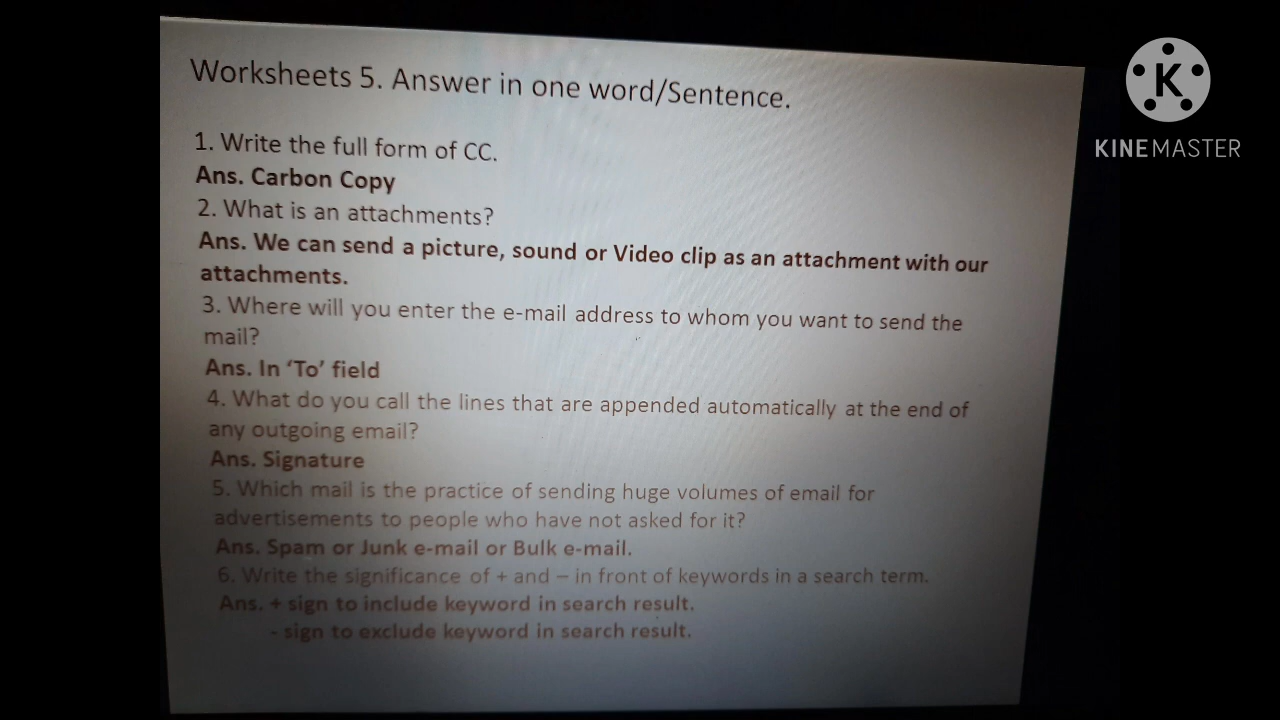 Worksheets 5. Answer in one word/Sentence.
1. Write the full form of CC.
Ans. Carbon Copy
2. What is an attachments?
Ans. We can send a picture, sound or Video clip as an attachment with our
attachments.
3. Where will you enter the e-mail address to whom you want to send the
mail?
Ans. In ‘To’ field
4. What do you call the lines that are appended automatically at the end of
any outgoing email?
Ans. Signature
5. Which mail is the practice of sending huge volumes of email for
advertisements to people who have not asked for it?
Ans. Spam or Junk e-mail or Bulk e-mail.
6. Write the significance of + and – in front of keywords in a search term.
Ans. + sign to include keyword in search result.
- sign to exclude keyword in search result.
K
KINEMASTER